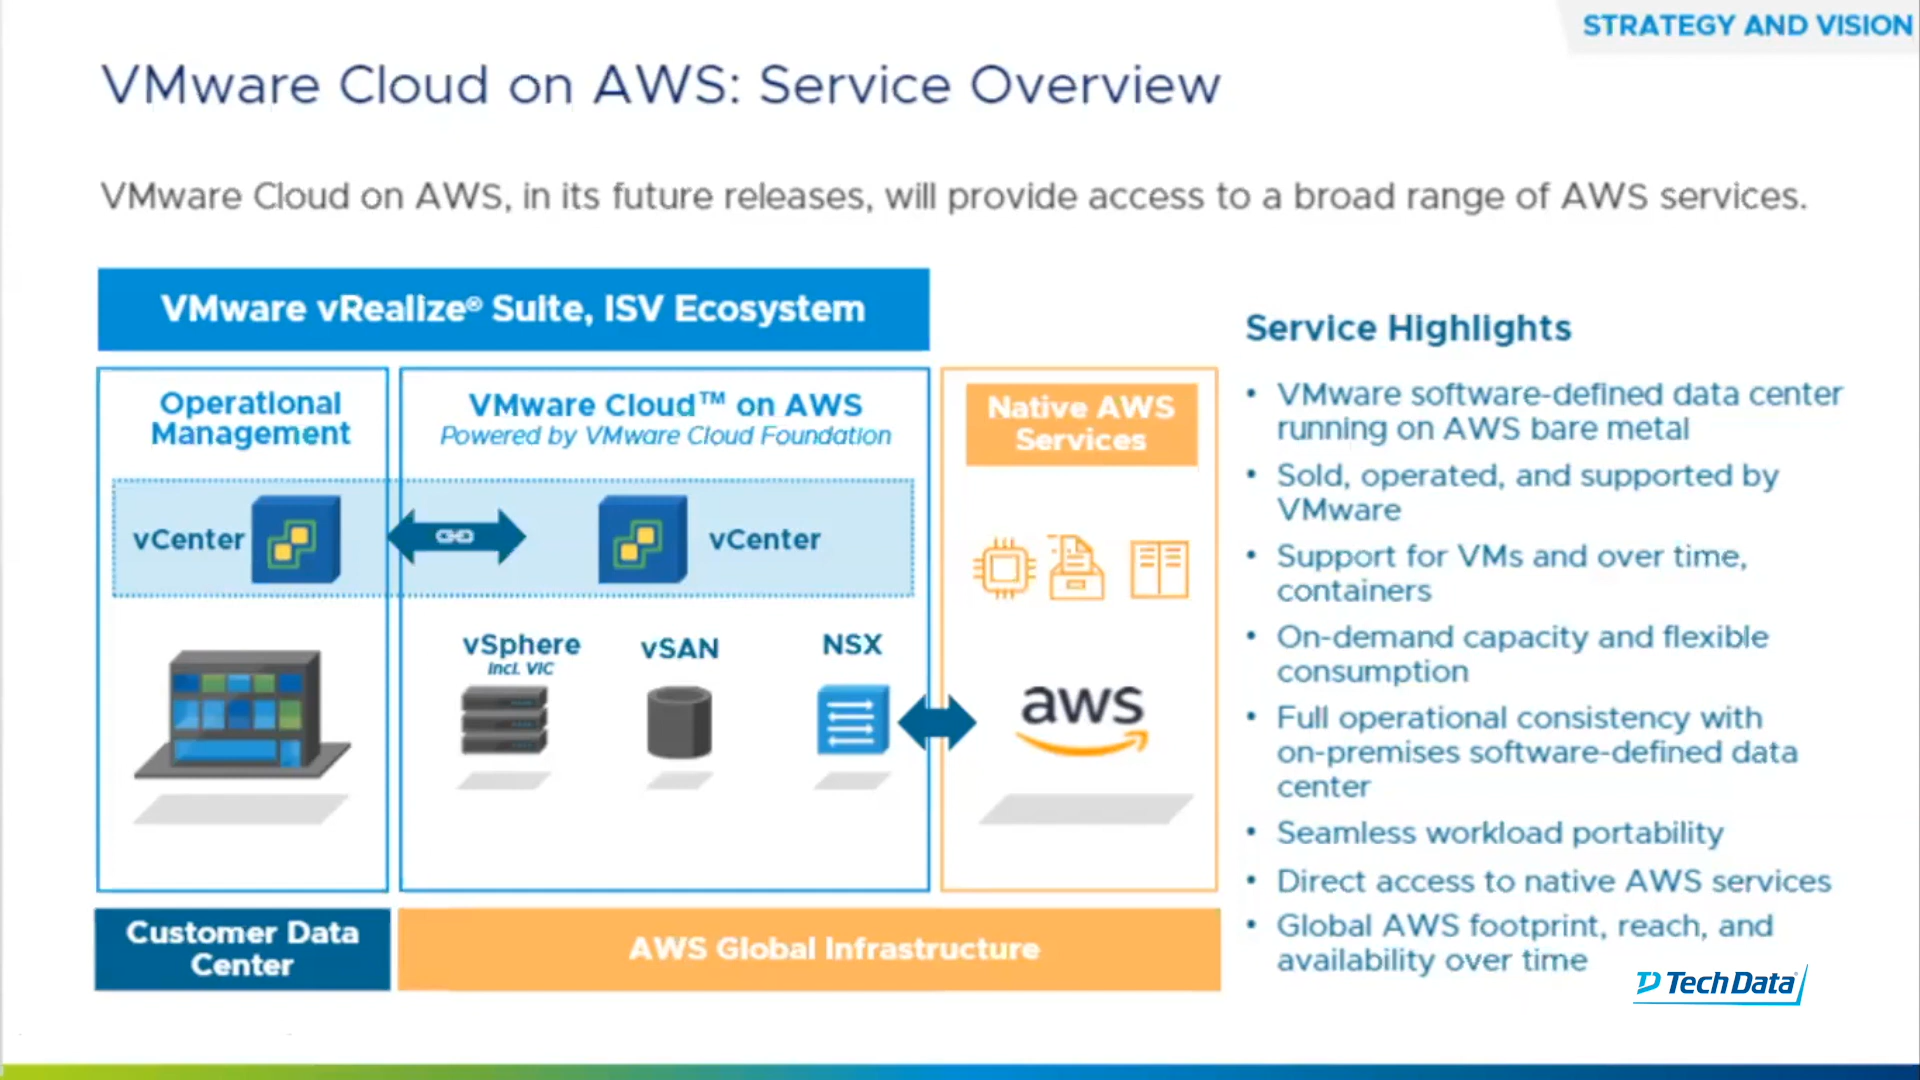 STRATEGY AND VISION
VMware Cloud on AWS: Service Overview
VMware Cloud on AWS, in its future releases, will provide access to a broad range of AWS services.
VMware vRealize® Suite, ISV Ecosystem
Operational
Management
VMware Cloud™ on AWS
Powered by VMware Cloud Foundation
Native AWS
Services
vCenter
vCenter
vSphere
Incl. VIC
vSAN
NSX
aws
Customer Data
Center
AWS Global Infrastructure
Service Highlights
• VMware software-defined data center
running on AWS bare metal
• Sold, operated, and supported by
VMware
• Support for VMs and over time,
containers
• On-demand capacity and flexible
consumption
• Full operational consistency with
on-premises software-defined data
center
• Seamless workload portability
• Direct access to native AWS services
• Global AWS footprint, reach, and
availability over time
Tech Data